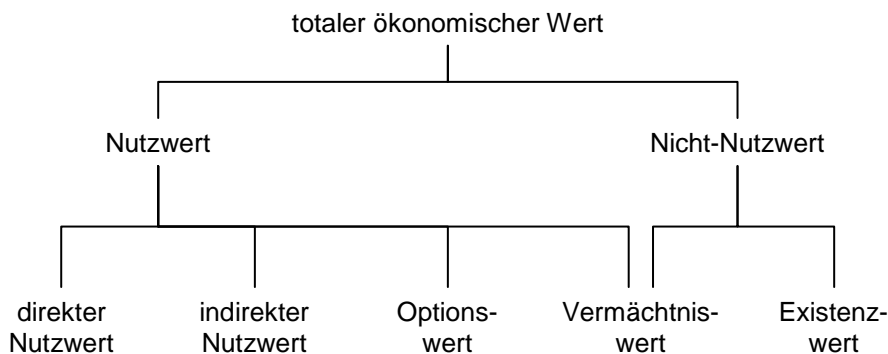 totaler ökonomischer Wert
Nutzwert
Nicht-Nutzwert
direkter
Nutzwert
indirekter
Nutzwert
Options-
wert
Vermächtnis-
wert
Existenz-
wert